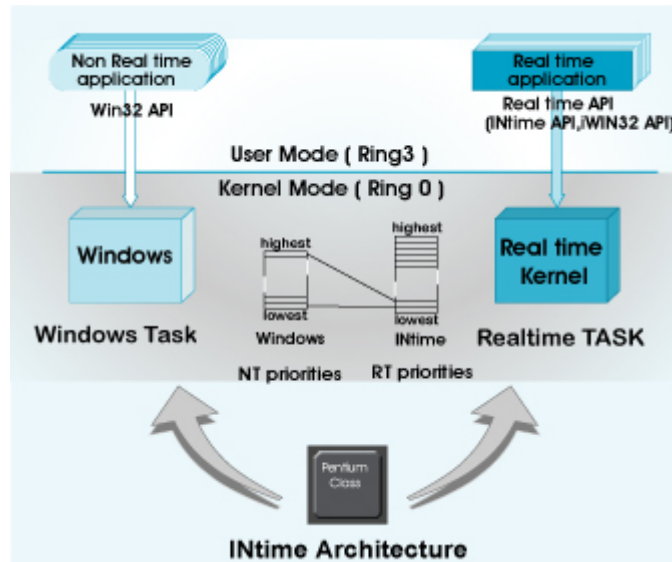 Non Real time
application
Win32 API
Real time
application
Real time API
(INtime API,iWIN32 API)
User Mode ( Ring3 )
Kernel Mode ( Ring 0 )
Windows
Windows Task
highest
lowest
Windows
NT priorities
highest
lowest
INtime
RT priorities
Real time
Kernel
Realtime TASK
Pentium
Class
INtime Architecture